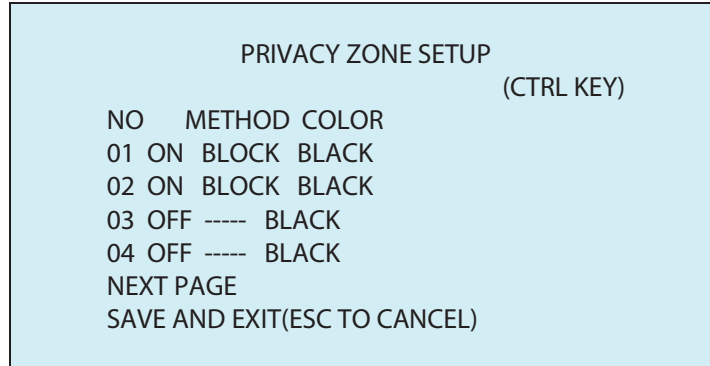 PRIVACY ZONE SETUP
(CTRL KEY)
NO METHOD COLOR
01 ON BLOCK BLACK
02 ON BLOCK BLACK
03 OFF ----- BLACK
04 OFF ----- BLACK
NEXT PAGE
SAVE AND EXIT(ESC TO CANCEL)